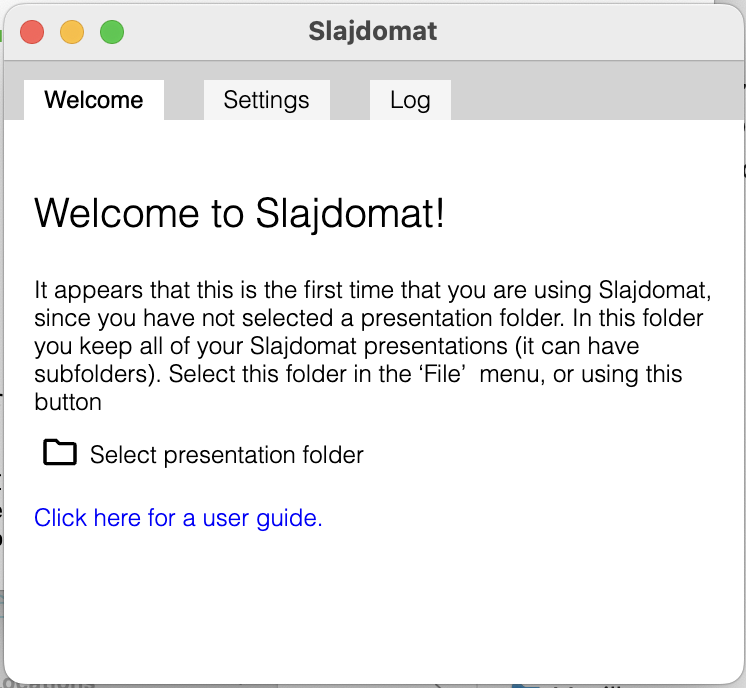 Slajdomat
Welcome Settings Log
Welcome to Slajdomat!
It appears that this is the first time that you are using Slajdomat,
since you have not selected a presentation folder. In this folder
you keep all of your Slajdomat presentations (it can have
subfolders). Select this folder in the ‘File’  menu, or using this
button
Select presentation folder
Click here for a user guide.